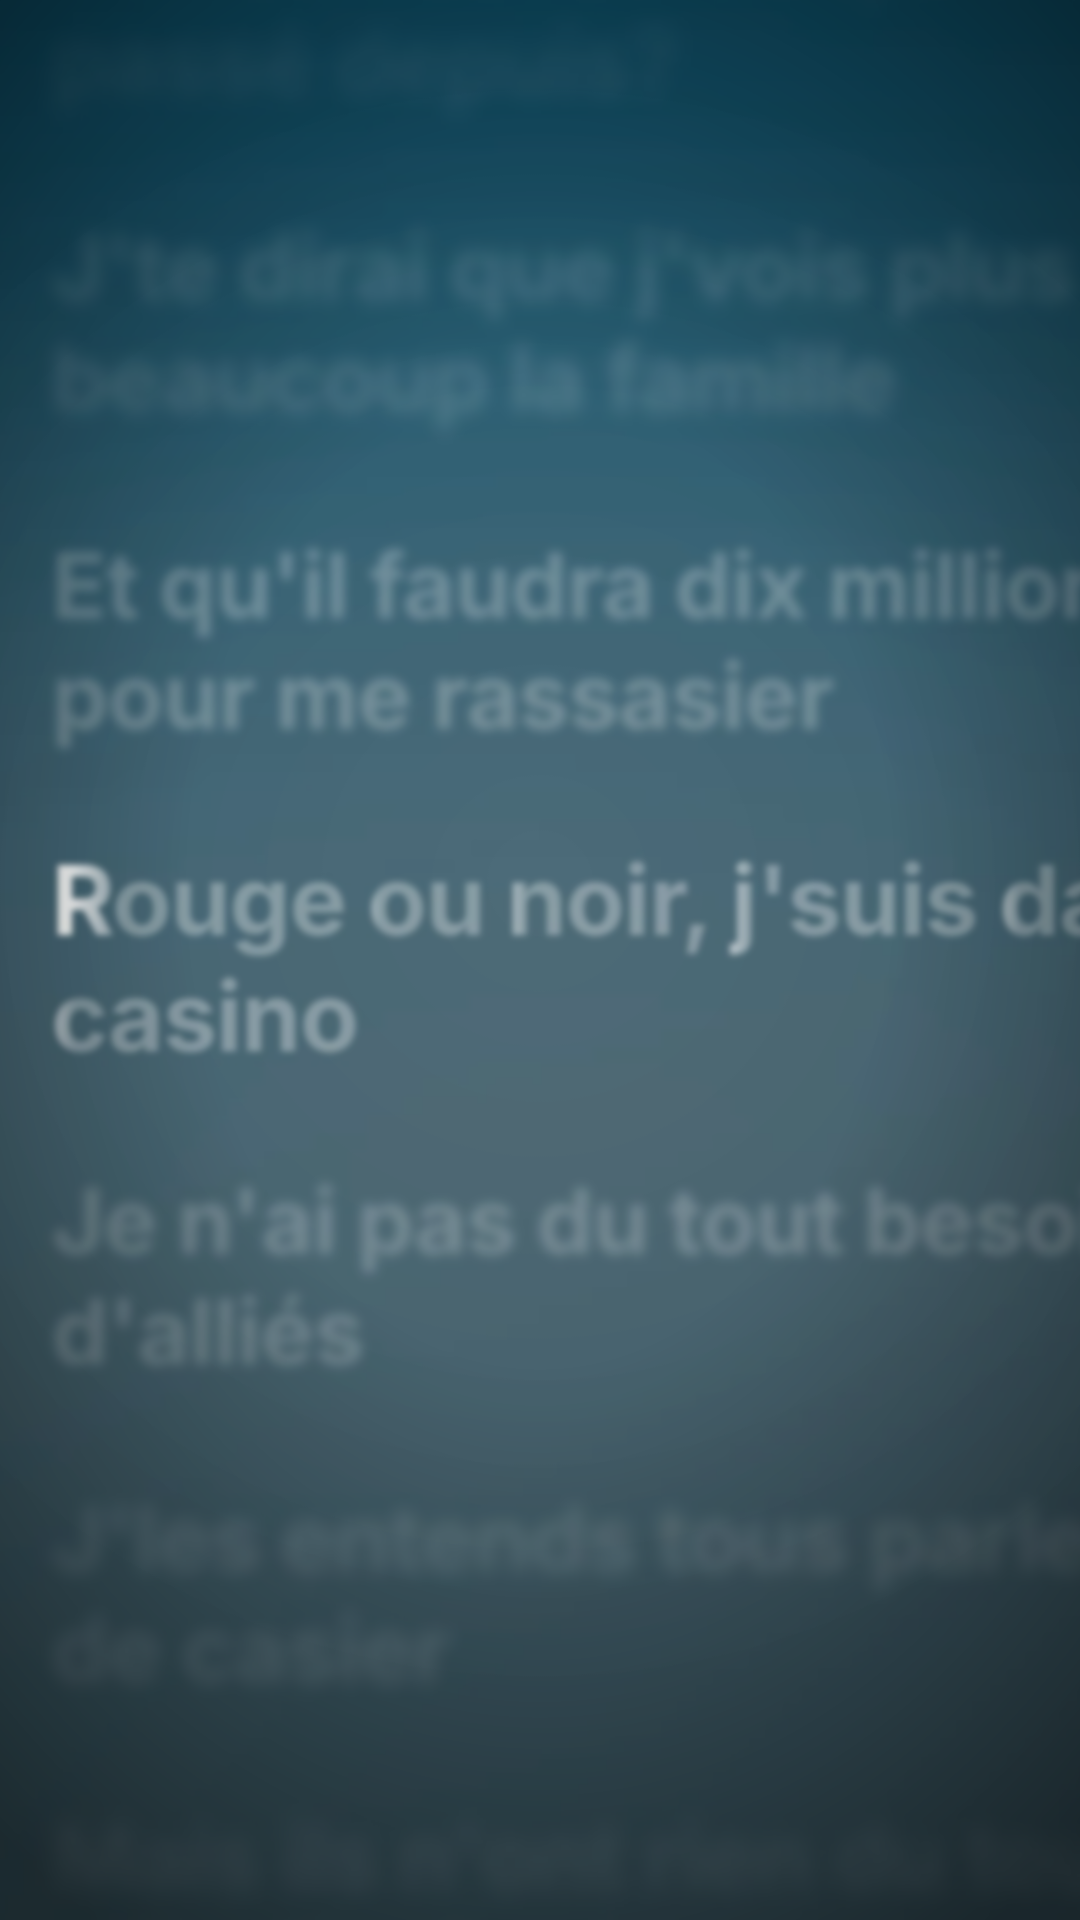 J'te dirai que j'vois plus
beaucoup la famille
Et qu'il faudra dix million
pour me rassasier
Rouge ou noir, j'suis da
casino
Je n'ai pas du tout beso
d'alliés
J'les entends tous parle
de casier